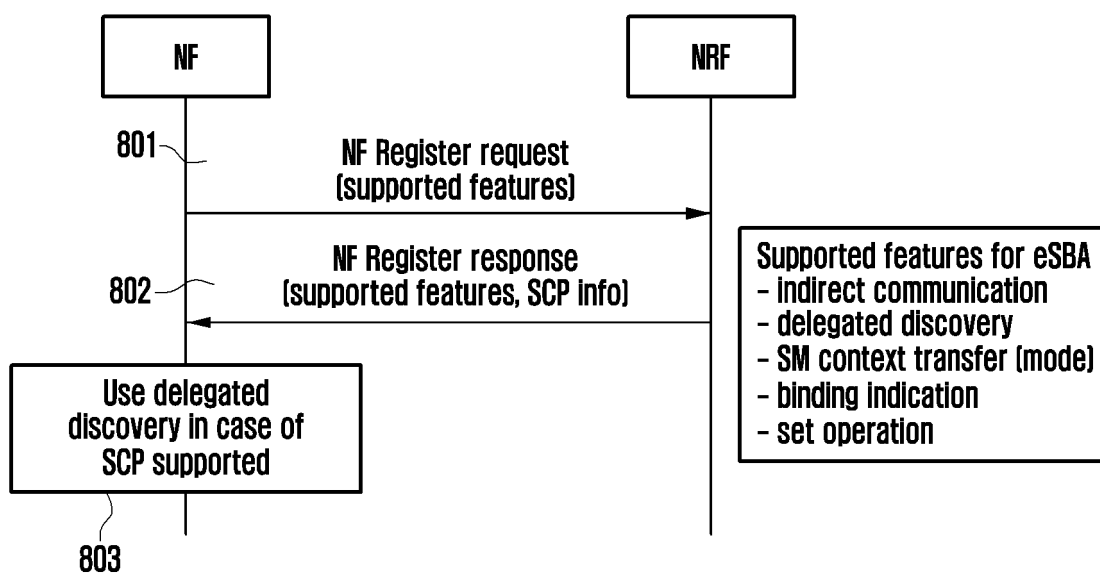 NF
NRF
801
NF Register request
(supported features)
802
NF Register response
(supported features, SCP info)
Supported features for eSBA
- indirect communication
- delegated discovery
- SM context transfer (mode)
- binding indication
- set operation
Use delegated
discovery in case of
SCP supported
803